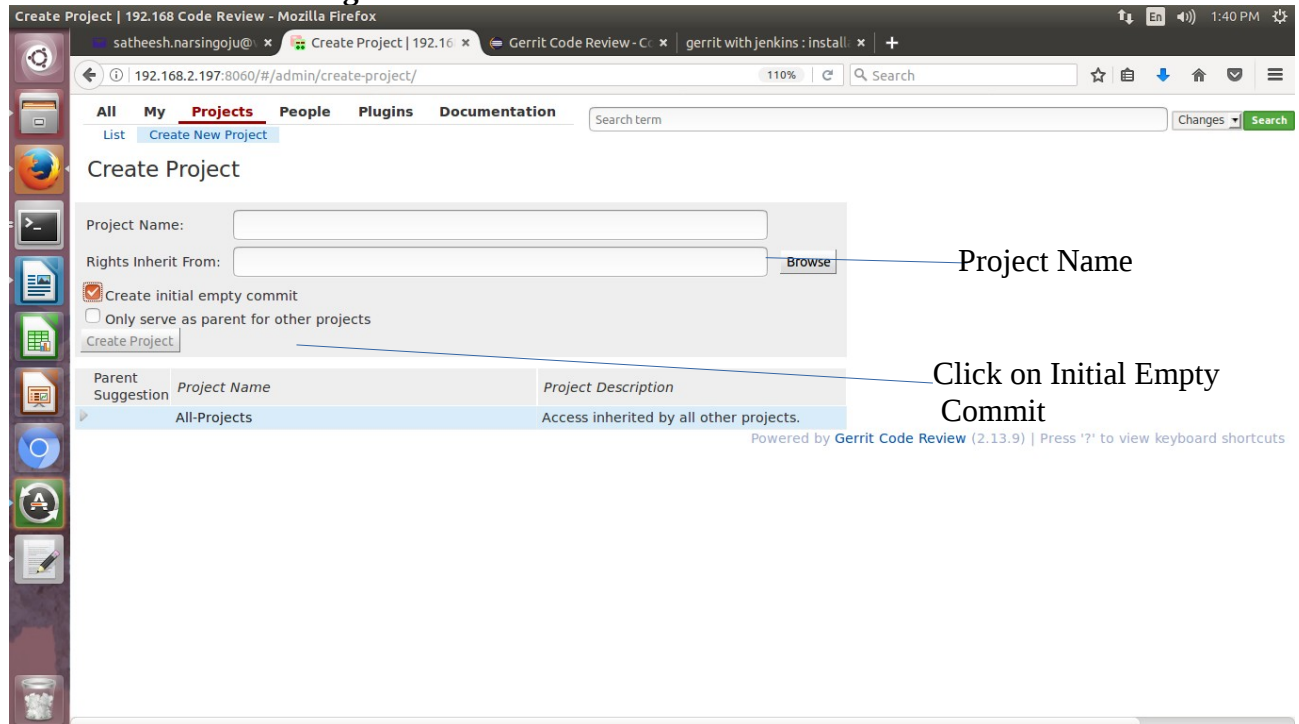 Create Project | 192.168 Code Review - Mozilla Firefox
En 1:40 PM
satheesh.narsingoju@ × Create Project | 192.16 × Gerrit Code Review - Co × gerrit with jenkins : install × +
192.168.2.197:8060/#/admin/create-project/ 110% Search
All My Projects People Plugins Documentation Search term Changes Search
List Create New Project
Create Project
Project Name:
Rights Inherit From: Browse
Project Name
Create initial empty commit
Only serve as parent for other projects
Create Project
Click on Initial Empty
Commit
Parent
Suggestion Project Name Project Description
All-Projects Access inherited by all other projects.
Powered by Gerrit Code Review (2.13.9) | Press '?' to view keyboard shortcuts